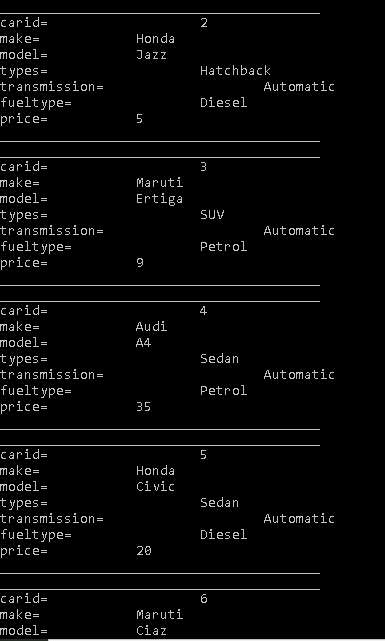 carid= 2
make= Honda
model= Jazz
types= Hatchback
transmission= Automatic
fueltype= Diesel
price= 5
carid= 3
make= Maruti
model= Ertiga
types= SUV
transmission= Automatic
fueltype= Petrol
price= 9
carid= 4
make= Audi
model= A4
types= Sedan
transmission= Automatic
fueltype= Petrol
price= 35
carid= 5
make= Honda
model= Civic
types= Sedan
transmission= Automatic
fueltype= Diesel
price= 20
carid= 6
make= Maruti
model= Ciaz